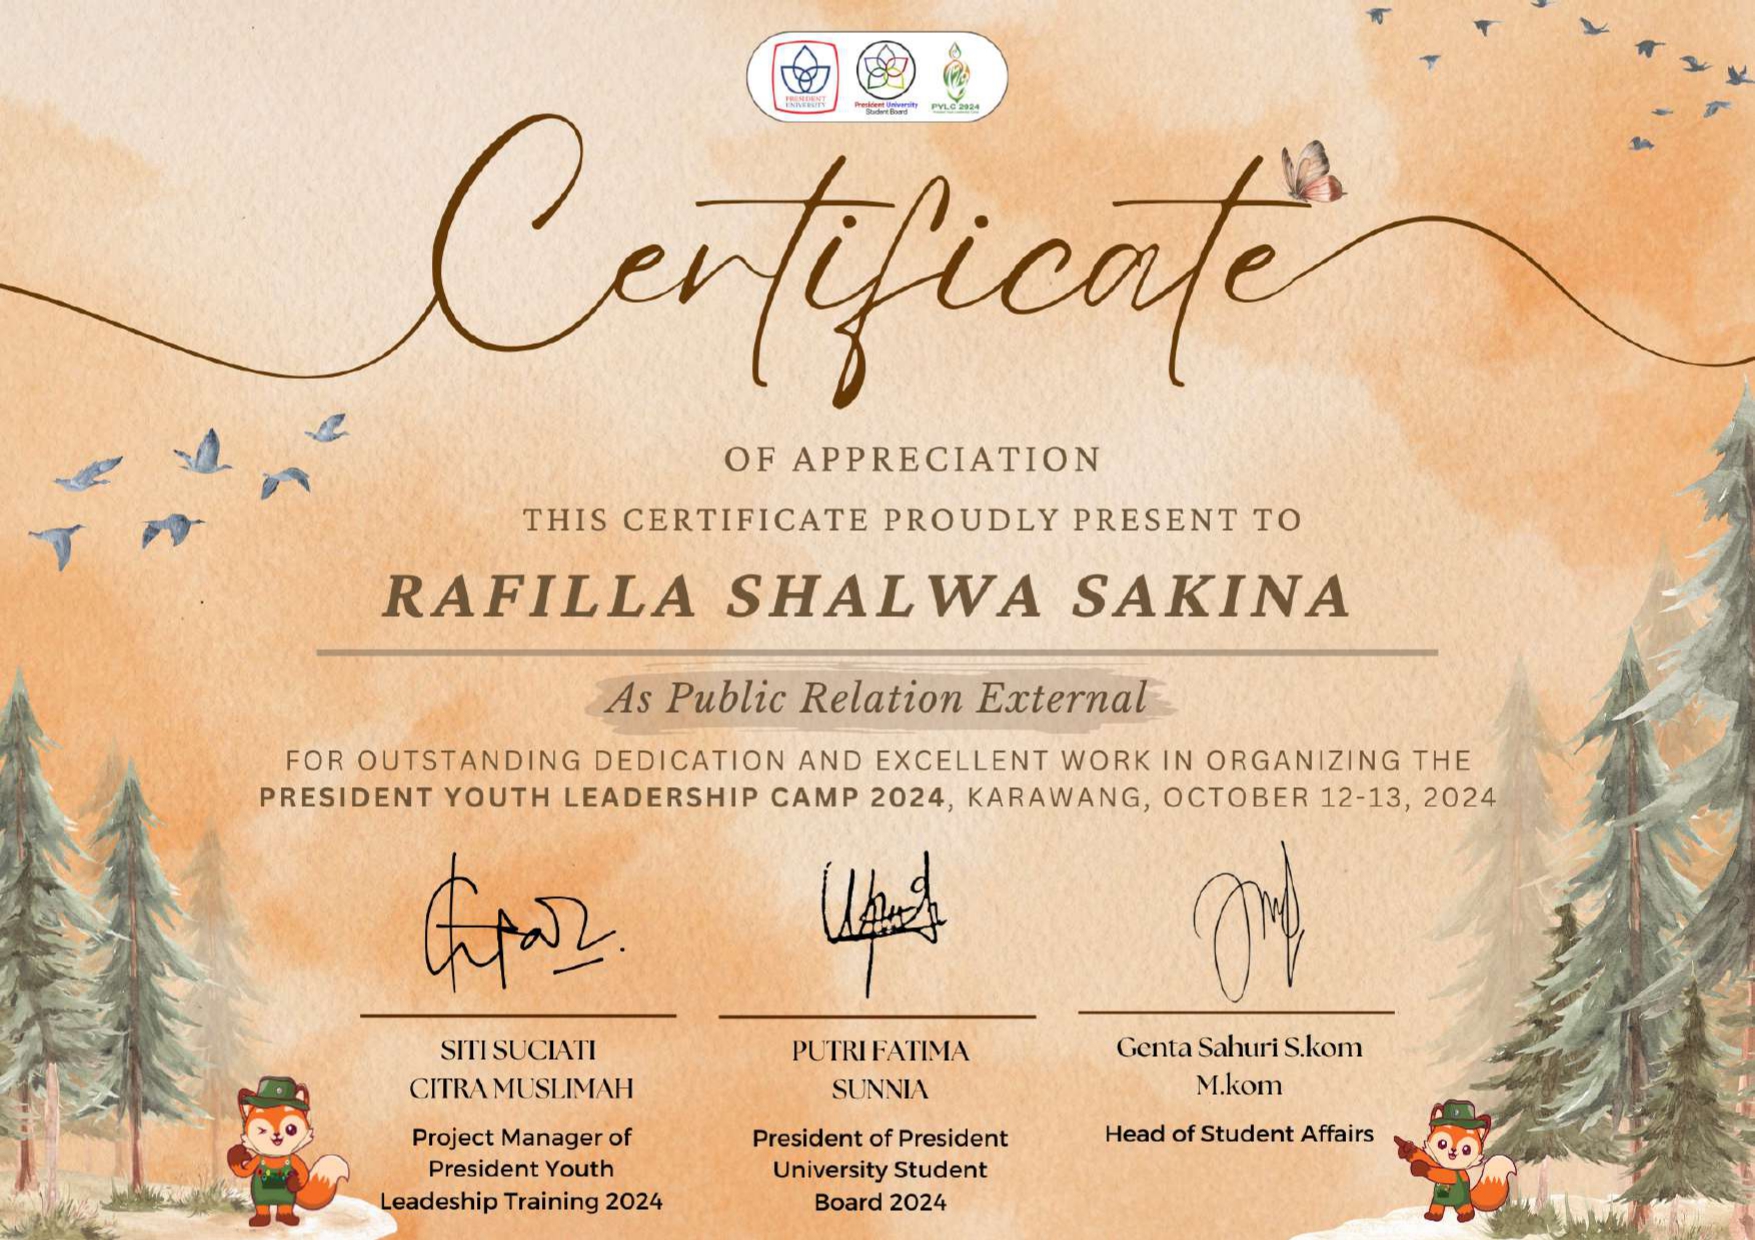 PRESIDENT
UNIVERSITY
President University
Student Board
PYLC 2024
Certificate
OF APPRECIATION
THIS CERTIFICATE PROUDLY PRESENT TO
RAFILLA SHALWA SAKINA
As Public Relation External
FOR OUTSTANDING DEDICATION AND EXCELLENT WORK IN ORGANIZING THE
PRESIDENT YOUTH LEADERSHIP CAMP 2024, KARAWANG, OCTOBER 12-13, 2024
SITI SUCIATI
CITRA MUSLIMAH
Project Manager of
President Youth
Leadeship Training 2024
PUTRI FATIMA
SUNNIA
President of President
University Student
Board 2024
Genta Sahuri S.kom
M.kom
Head of Student Affairs